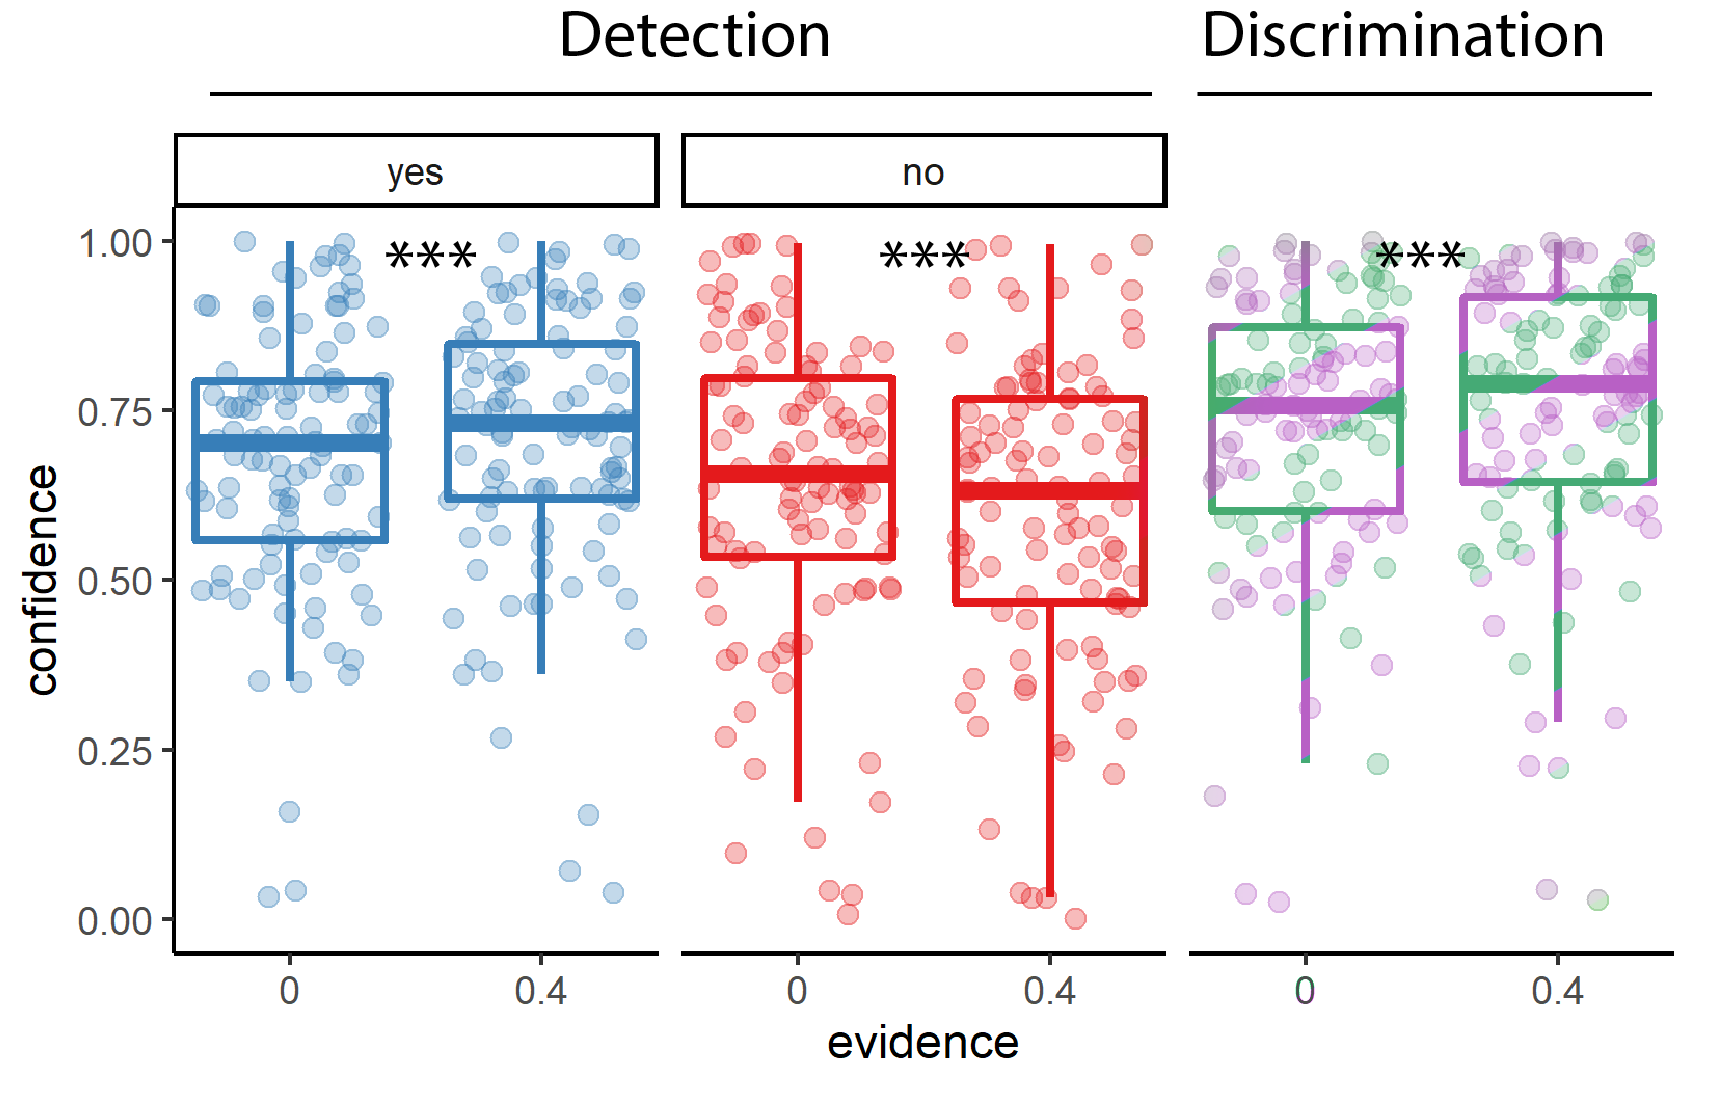 Detection
Discrimination
yes
no
***
***
***
1.00
0.75
0.50
0.25
0.00
confidence
0
0.4
0
0.4
0
0.4
evidence